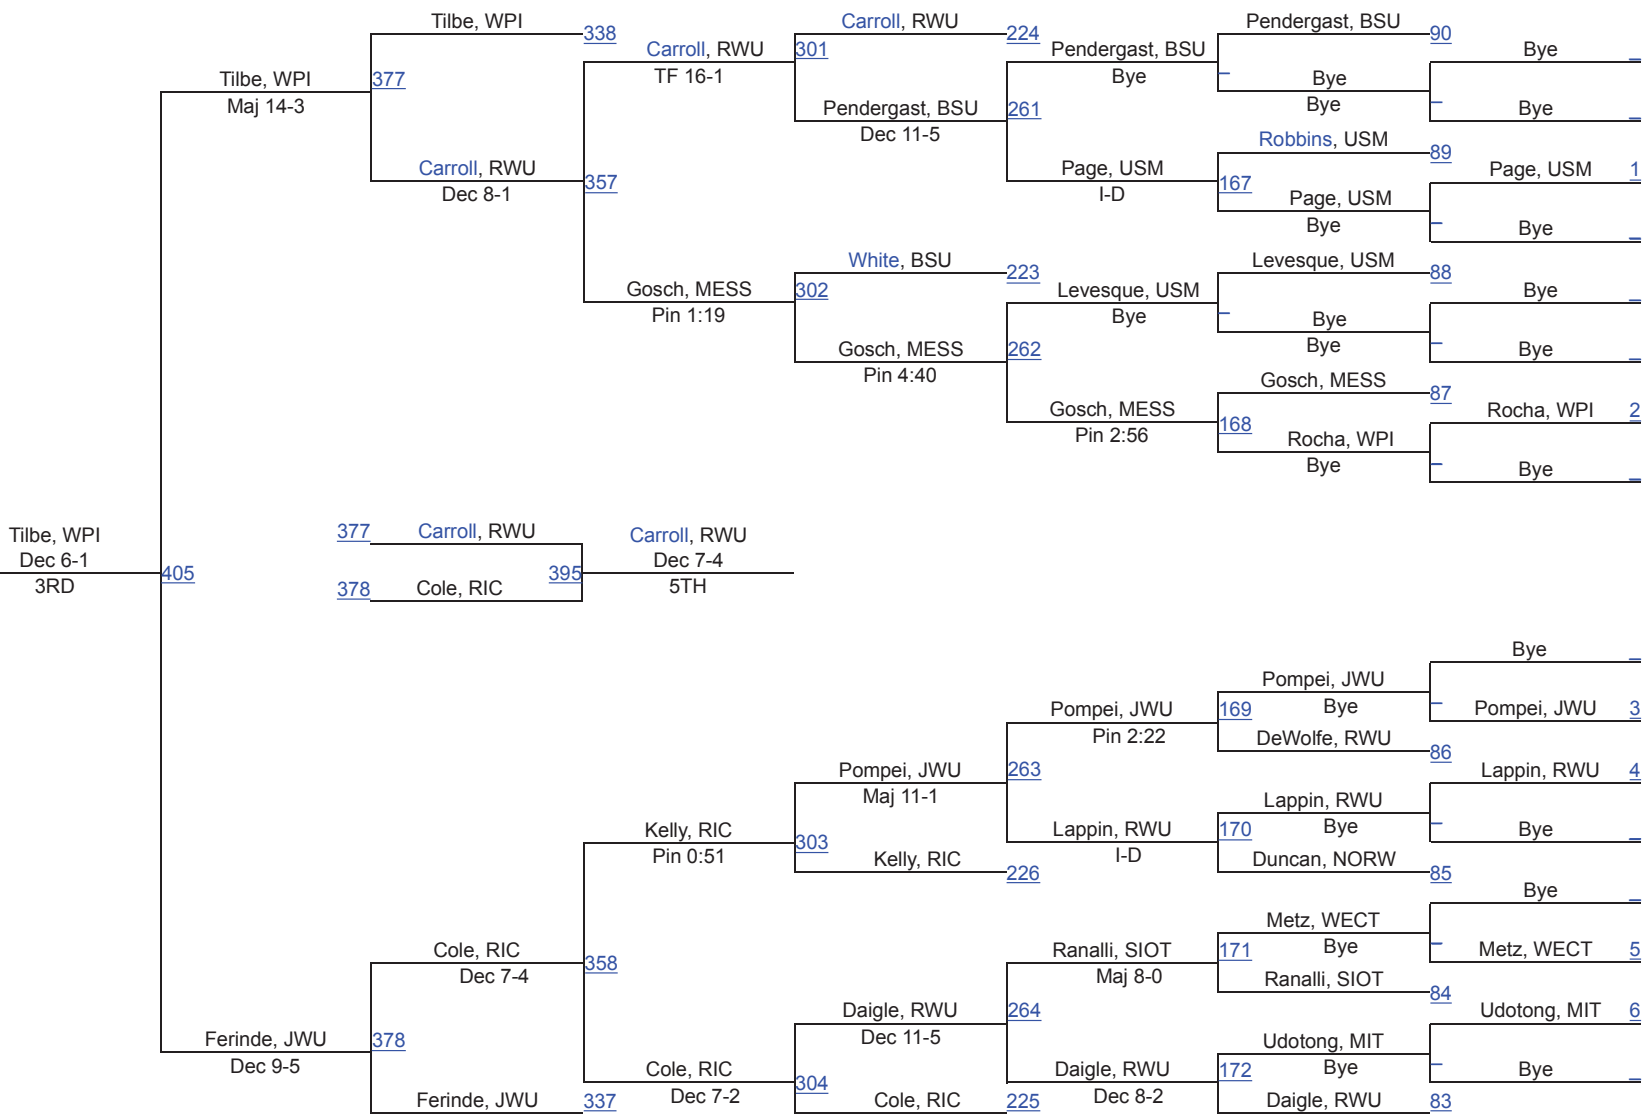 Tilbe, WPI
338
Carroll, RWU
224
Pendergast, BSU
90
Bye
Carroll, RWU
TF 16-1
301
Pendergast, BSU
Bye
Tilbe, WPI
Maj 14-3
377
Bye
Bye
Bye
Pendergast, BSU
Dec 11-5
261
Robbins, USM
89
Carroll, RWU
Dec 8-1
357
Page, USM
I-D
167
Page, USM
1
Page, USM
Bye
Bye
White, BSU
223
Levesque, USM
88
Gosch, MESS
Pin 1:19
302
Levesque, USM
Bye
Bye
Bye
Bye
Gosch, MESS
Pin 4:40
262
Bye
Gosch, MESS
87
Gosch, MESS
Pin 2:56
168
Rocha, WPI
2
Rocha, WPI
Bye
Bye
Tilbe, WPI
Dec 6-1
3RD
405
377
Carroll, RWU
378
Cole, RIC
395
Carroll, RWU
Dec 7-4
5TH
Bye
Pompei, JWU
Bye
Pompei, JWU
Pin 2:22
169
Pompei, JWU
3
DeWolfe, RWU
86
Pompei, JWU
Maj 11-1
263
Lappin, RWU
4
Lappin, RWU
Bye
Kelly, RIC
Pin 0:51
303
Lappin, RWU
I-D
170
Bye
Kelly, RIC
226
Duncan, NORW
85
Bye
Metz, WECT
Bye
Cole, RIC
Dec 7-4
358
Ranalli, SIOT
Maj 8-0
171
Metz, WECT
5
Ranalli, SIOT
84
Daigle, RWU
Dec 11-5
264
Udotong, MIT
6
Ferinde, JWU
Dec 9-5
378
Udotong, MIT
Bye
Cole, RIC
Dec 7-2
304
Daigle, RWU
Dec 8-2
172
Bye
Ferinde, JWU
337
Cole, RIC
225
Daigle, RWU
83